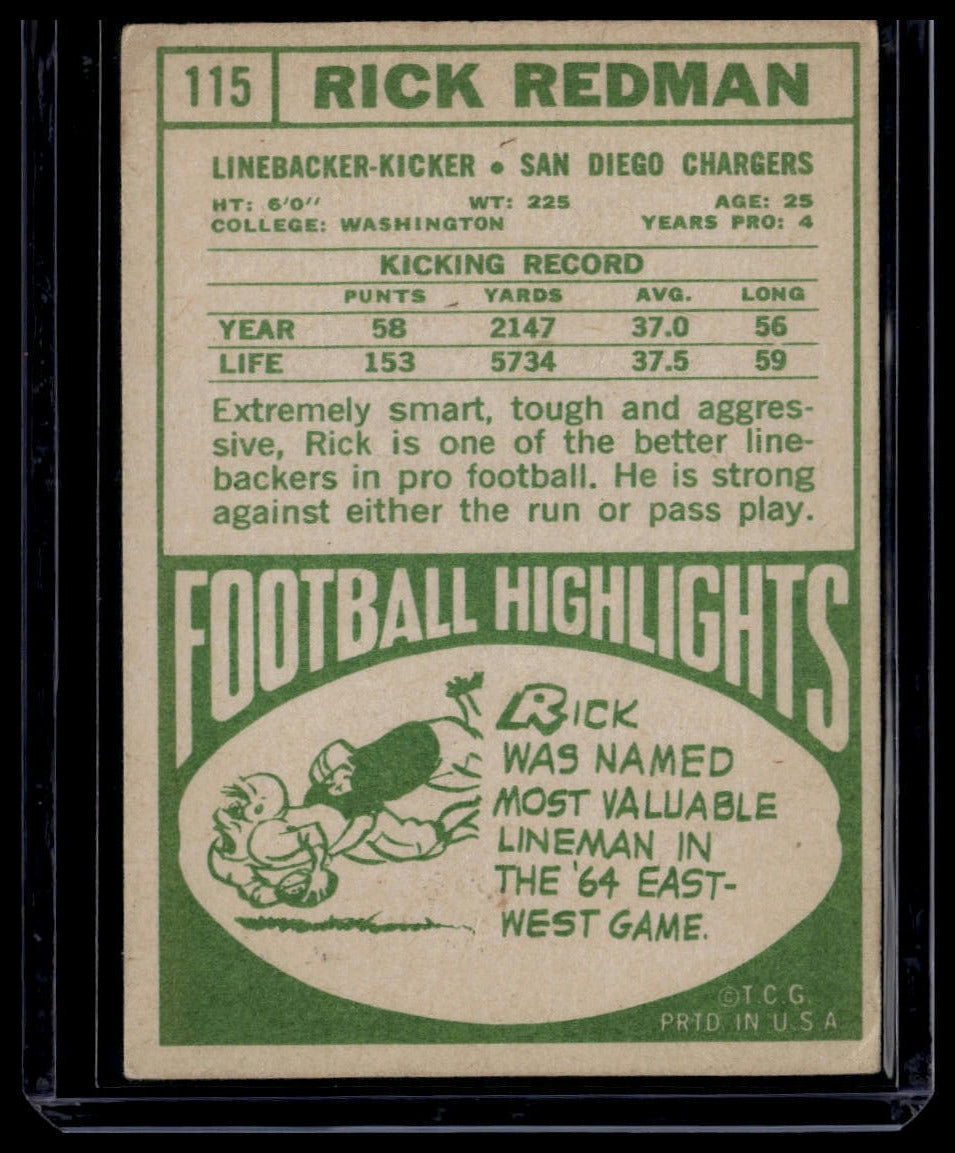 115 RICK REDMAN
LINEBACKER-KICKER • SAN DIEGO CHARGERS
HT: 6'0'' WT: 225 AGE: 25
COLLEGE: WASHINGTON YEARS PRO: 4
KICKING RECORD
PUNTS YARDS AVG. LONG
YEAR 58 2147 37.0 56
LIFE 153 5734 37.5 59
Extremely smart, tough and aggres-
sive, Rick is one of the better line-
backers in pro football. He is strong
against either the run or pass play.
FOOTBALL HIGHLIGHTS
RICK
WAS NAMED
MOST VALUABLE
LINEMAN IN
THE '64 EAST-
WEST GAME.
©T.C.G.
PRTD. IN U.S.A